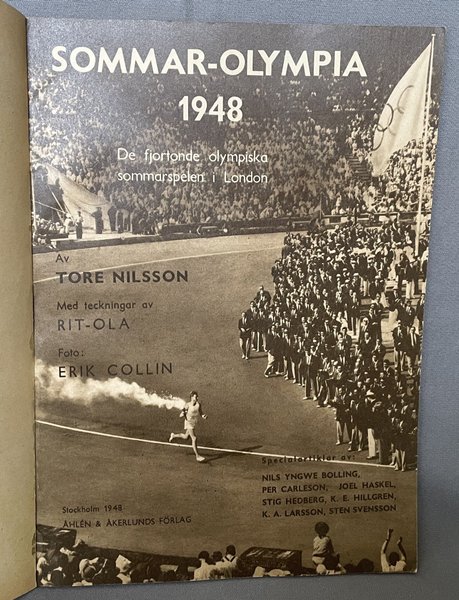 SOMMAR-OLYMPIA
1948
De fjortonde olympiska
sommarspelen i London
Av
TORE NILSSON
Med teckningar av
RIT-OLA
Foto:
ERIK COLLIN
Specialartiklar av:
NILS YNGWE BOLLING,
PER CARLESON, JOEL HASKEL,
STIG HEDBERG, K. E. HILLGREN,
K. A. LARSSON, STEN SVENSSON
Stockholm 1948
ÅHLÉN & ÅKERLUNDS FÖRLAG